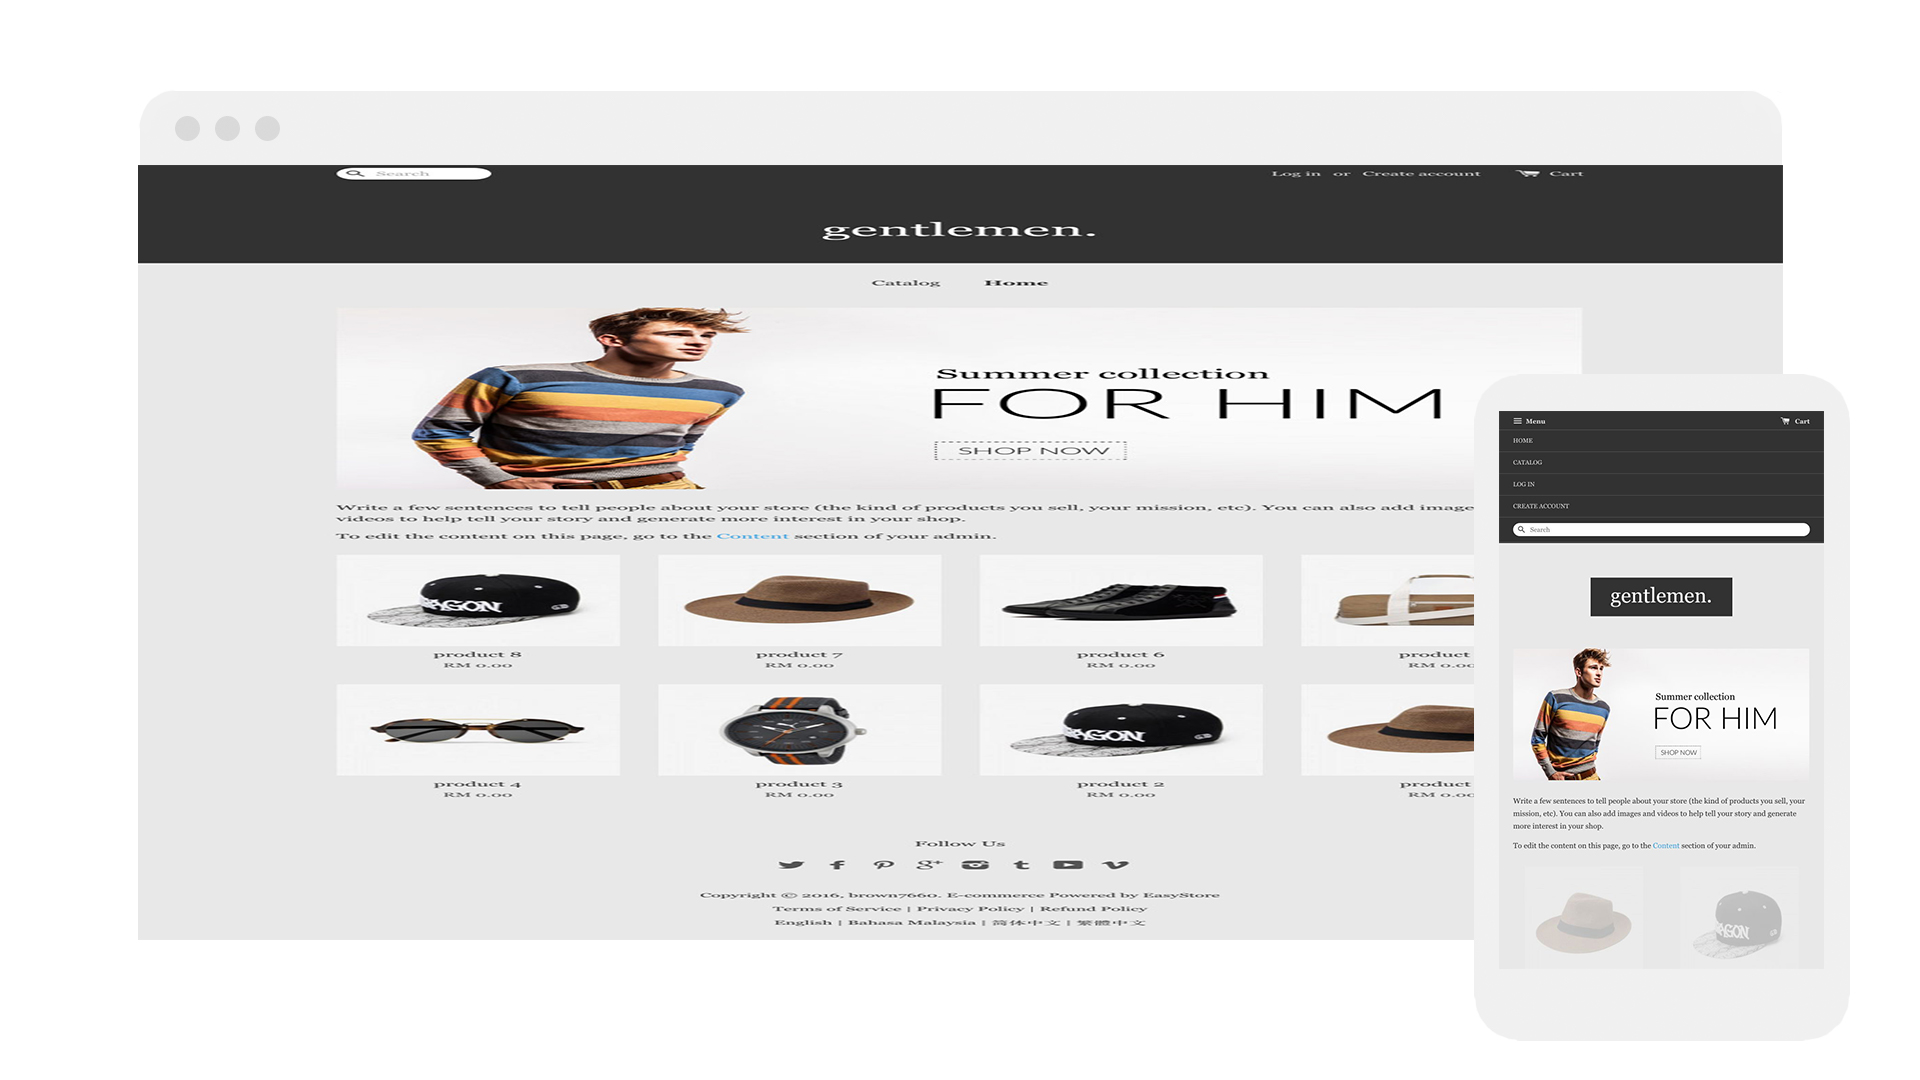 Search
Log in or Create account Cart
gentlemen.
Catalog Home
Summer collection
FOR HIM
SHOP NOW
Write a few sentences to tell people about your store (the kind of products you sell, your mission, etc). You can also add image
videos to help tell your story and generate more interest in your shop.
To edit the content on this page, go to the Content section of your admin.
AGON
product 8
RM 0.00
product 7
RM 0.00
product 6
RM 0.00
product
RM 0.00
product 4
RM 0.00
product 3
RM 0.00
AGON
product 2
RM 0.00
product
RM 0.00
Follow Us
Copyright © 2016, brown7660. E-commerce Powered by EasyStore
Terms of Service | Privacy Policy | Refund Policy
English | Bahasa Malaysia | 简体中文 | 繁體中文
Menu Cart
HOME
CATALOG
LOG IN
CREATE ACCOUNT
Search
gentlemen.
Summer collection
FOR HIM
SHOP NOW
Write a few sentences to tell people about your store (the kind of products you sell, your
mission, etc). You can also add images and videos to help tell your story and generate
more interest in your shop.
To edit the content on this page, go to the Content section of your admin.
AGON